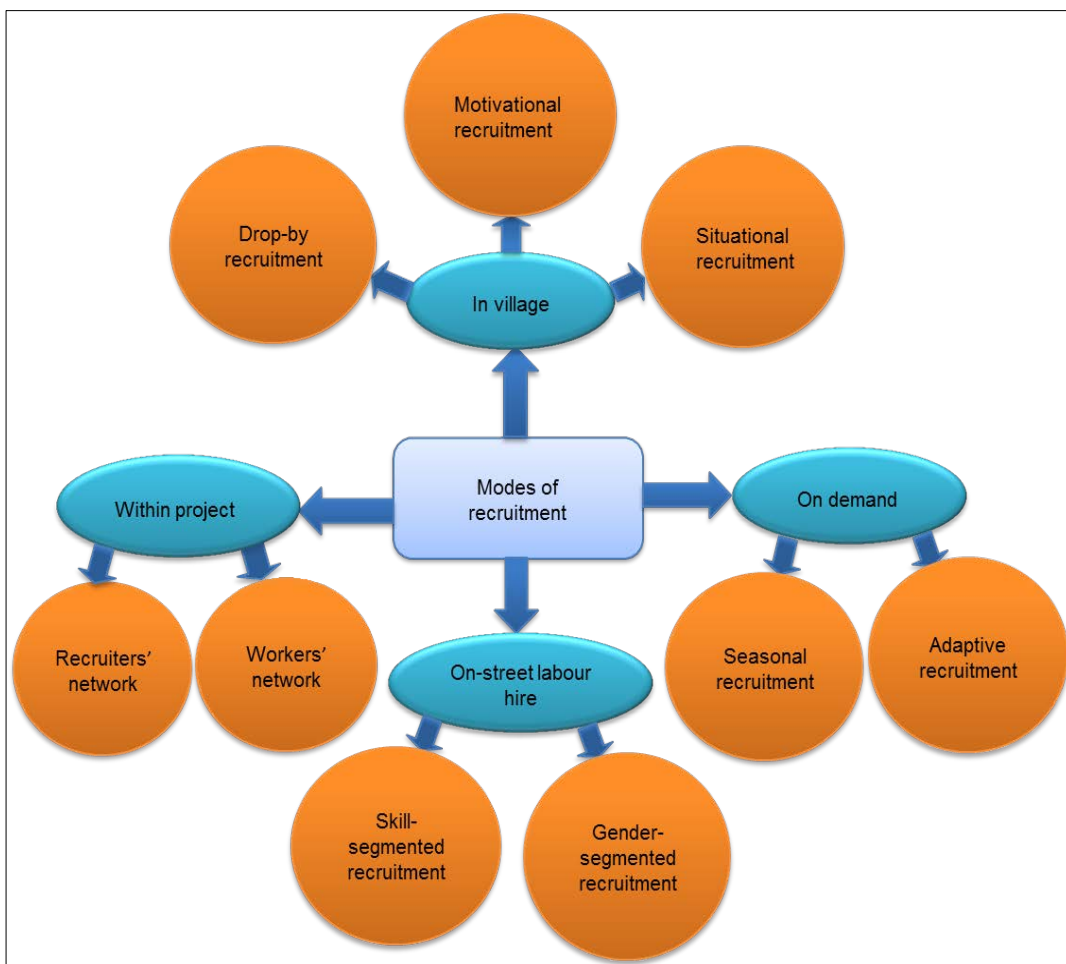 Motivational
recruitment
Drop-by
recruitment
Situational
recruitment
In village
Modes of
recruitment
Within project
On demand
Recruiters’
network
Workers’
network
On-street labour
hire
Seasonal
recruitment
Adaptive
recruitment
Skill-
segmented
recruitment
Gender-
segmented
recruitment